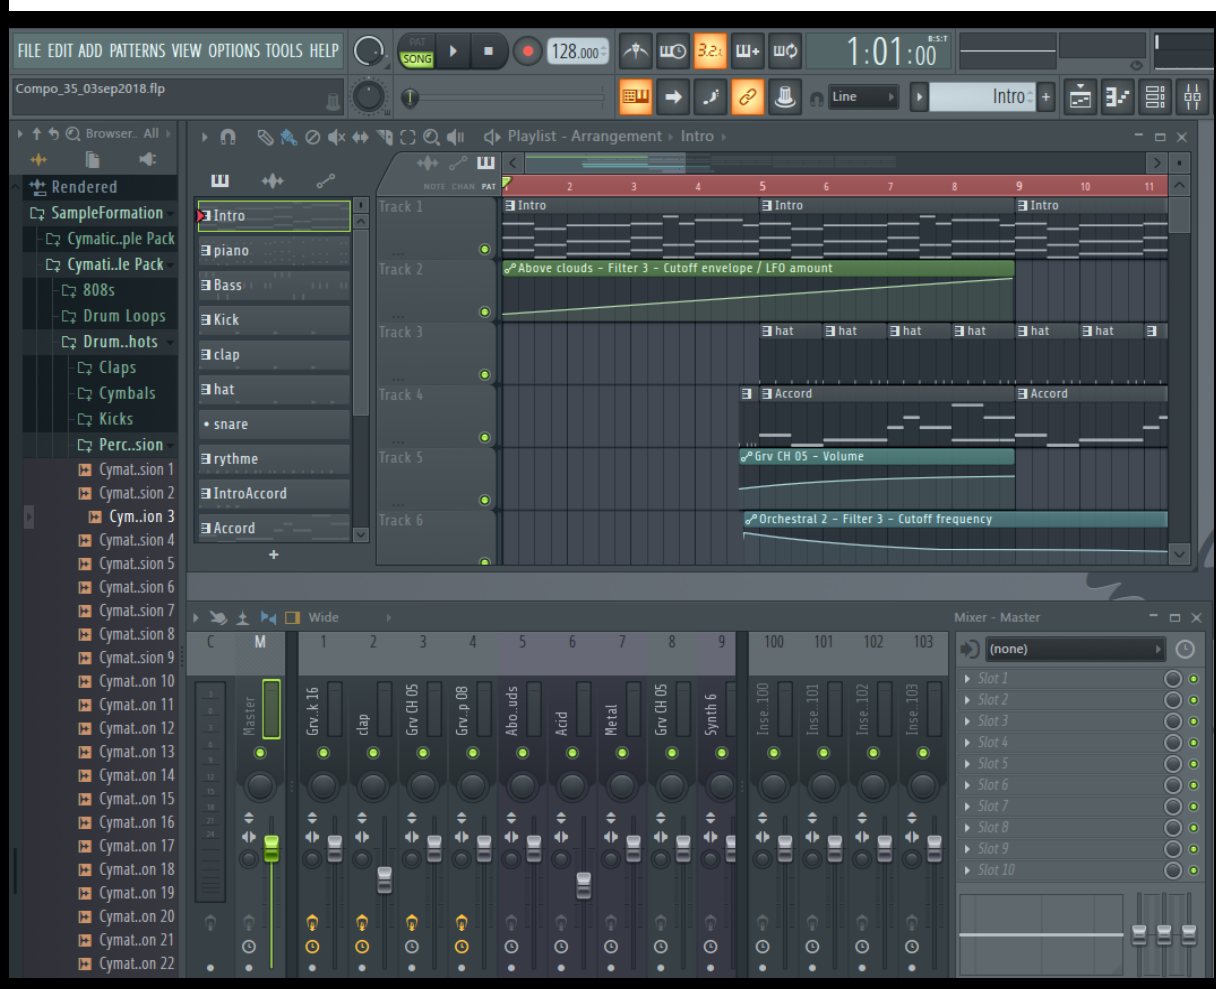 FILE EDIT ADD PATTERNS VIEW OPTIONS TOOLS HELP
PAT
SONG
128.000
3.2.
B:S:T
1:01:00
Compo_35_03sep2018.flp
Line
Intro
Browser.. All
Playlist - Arrangement
Intro
NOTE CHAN PAT
2 3 4 5 6 7 8 9 10 11
Rendered
SampleFormation
Cymatic..ple Pack
Cymati..le Pack
808s
Drum Loops
Drum..hots
Claps
Cymbals
Kicks
Perc..sion
Cymat..sion 1
Cymat..sion 2
Cym..ion 3
Cymat..sion 4
Cymat..sion 5
Cymat..sion 6
Cymat..sion 7
Cymat..sion 8
Cymat..sion 9
Cymat..on 10
Cymat..on 11
Cymat..on 12
Cymat..on 13
Cymat..on 14
Cymat..on 15
Cymat..on 16
Cymat..on 17
Cymat..on 18
Cymat..on 19
Cymat..on 20
Cymat..on 21
Cymat..on 22
Intro
piano
Bass
Kick
clap
hat
snare
rythme
IntroAccord
Accord
+
Track 1
Intro Intro Intro
Track 2
Above clouds - Filter 3 - Cutoff envelope / LFO amount
Track 3
hat hat hat hat hat hat
Track 4
Accord Accord
Track 5
Grv CH 05 - Volume
Track 6
Orchestral 2 - Filter 3 - Cutoff frequency
Wide
Mixer - Master
C M 1 2 3 4 5 6 7 8 9 100 101 102 103
Master
Grv..k 16
clap
Grv CH 05
Grv..p 08
Abo..uds
Acid
Metal
Grv CH 05
Synth 6
Inse..100
Inse..101
Inse..102
Inse..103
(none)
Slot 1
Slot 2
Slot 3
Slot 4
Slot 5
Slot 6
Slot 7
Slot 8
Slot 9
Slot 10